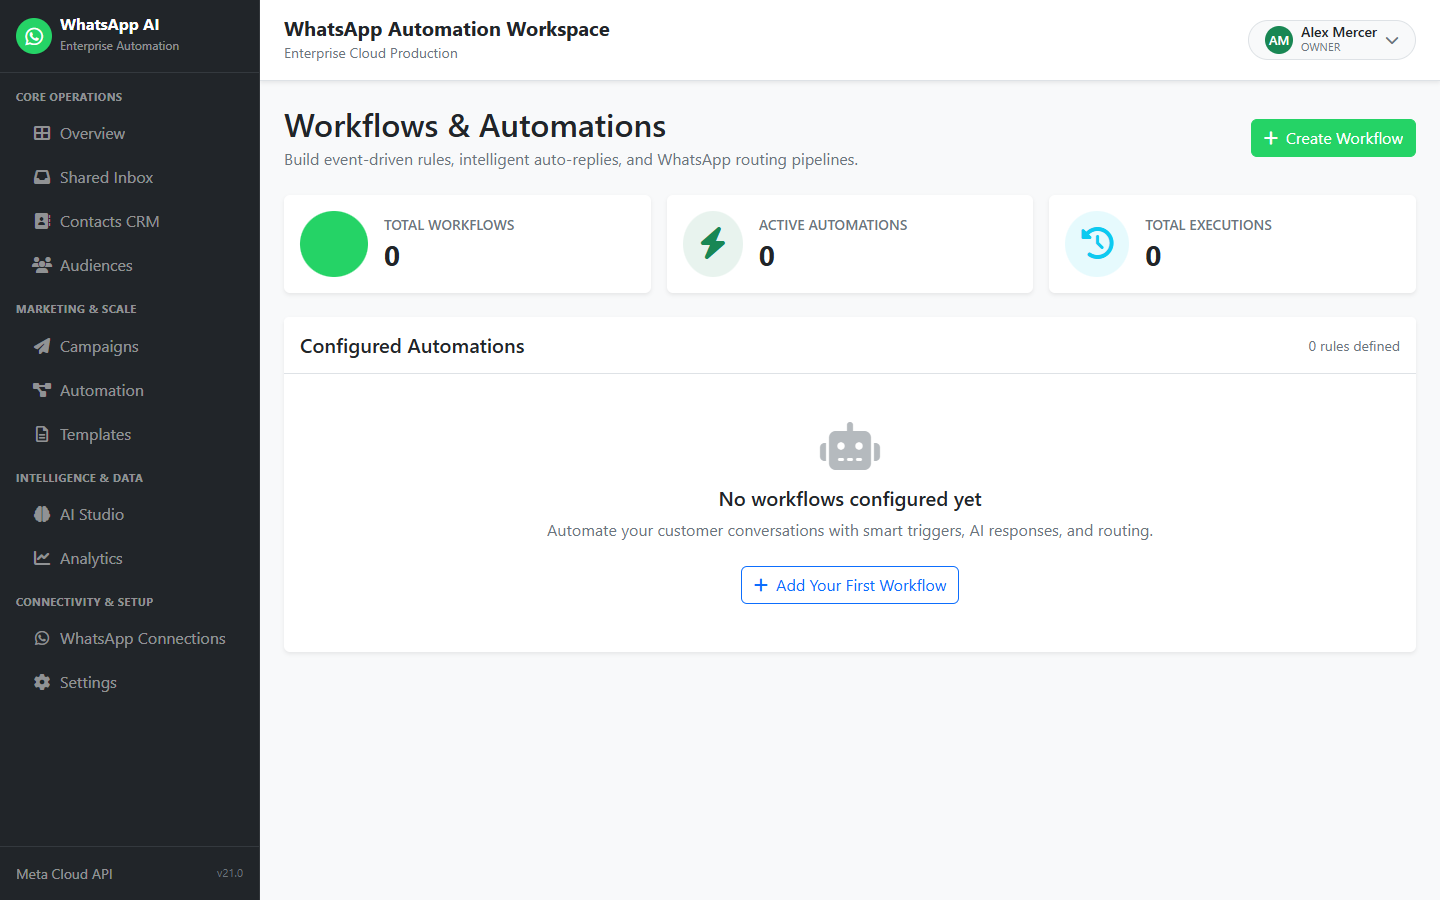 WhatsApp AI
Enterprise Automation
CORE OPERATIONS
Overview
Shared Inbox
Contacts CRM
Audiences
MARKETING & SCALE
Campaigns
Automation
Templates
INTELLIGENCE & DATA
AI Studio
Analytics
CONNECTIVITY & SETUP
WhatsApp Connections
Settings
Meta Cloud API v21.0
WhatsApp Automation Workspace
Enterprise Cloud Production
AM Alex Mercer
OWNER
Workflows & Automations
Build event-driven rules, intelligent auto-replies, and WhatsApp routing pipelines.
Create Workflow
TOTAL WORKFLOWS
0
ACTIVE AUTOMATIONS
0
TOTAL EXECUTIONS
0
Configured Automations
0 rules defined
No workflows configured yet
Automate your customer conversations with smart triggers, AI responses, and routing.
Add Your First Workflow